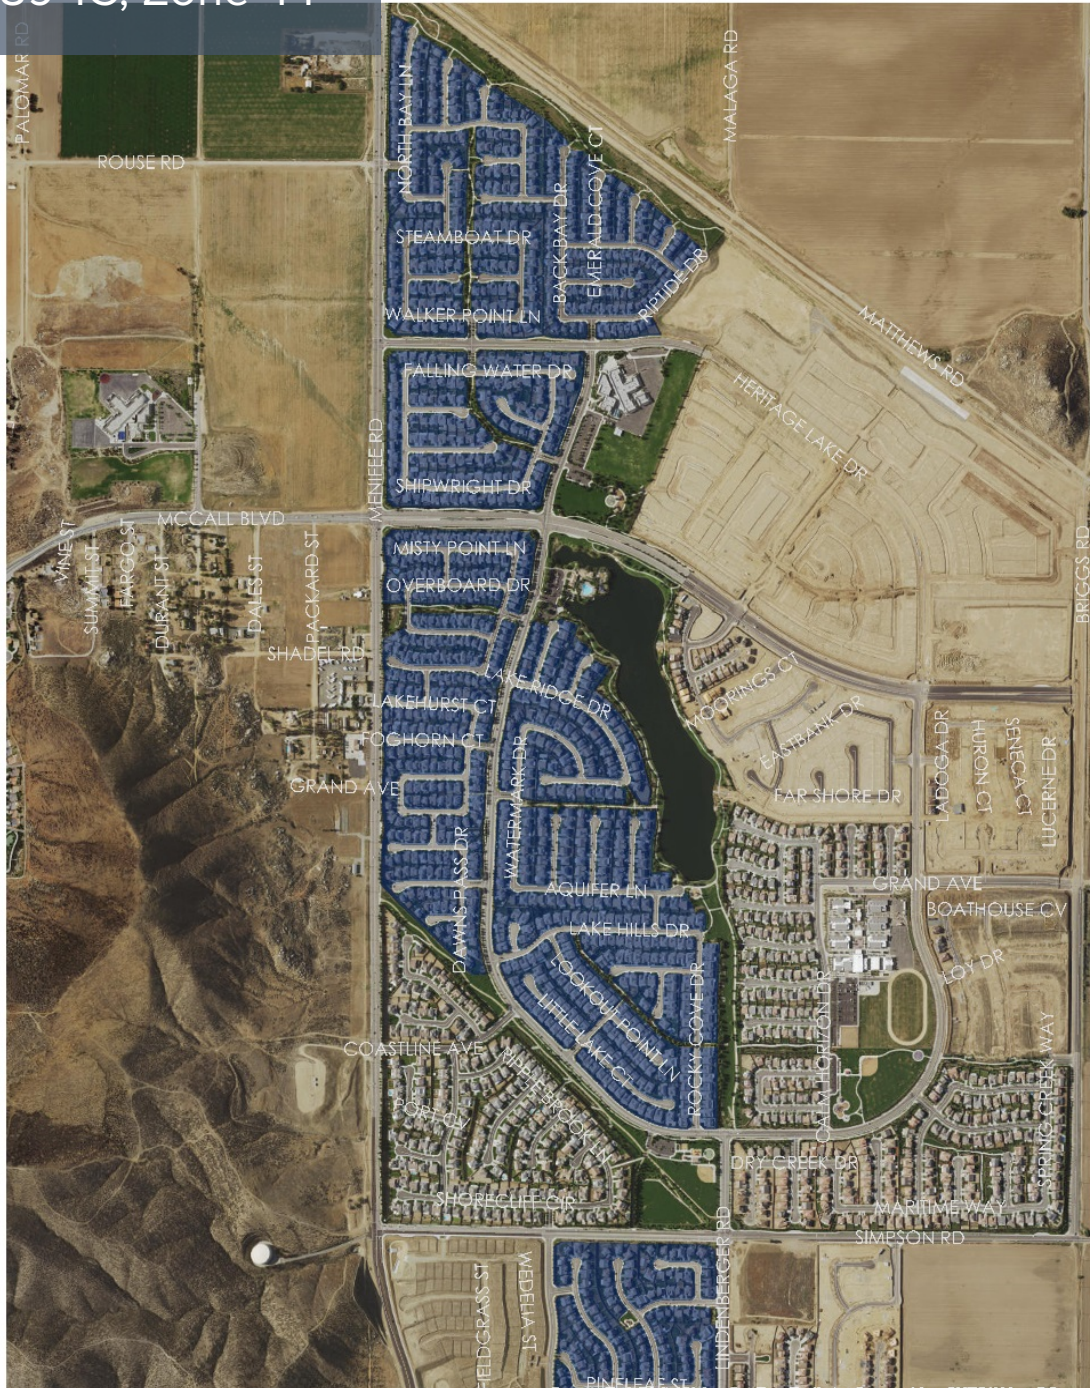 Zone
PALOMAR RD
NORTH BAY LN
MALAGA RD
ROUSE RD
BACK BAY DR
EMERALD COVE CT
STEAMBOAT DR
RIPTIDE DR
WALKER POINT LN
MATTHEWS RD
FALLING WATER DR
HERITAGE LAKE DR
MENIFEE RD
SHIPWRIGHT DR
MCCALL BLVD
VINE ST
SUMMIT ST
FARGO ST
DURANT ST
DALES ST
PACKARD ST
MISTY POINT LN
OVERBOARD DR
BRIGGS RD
SHADEL RD
LAKE RIDGE DR
MOORINGS CT
LAKEHURST CT
EASTBANK DR
FOGHORN CT
WATERMARK DR
LADOGA DR
HURON CT
SENECA CT
LUCERNE DR
GRAND AVE
FAR SHORE DR
DAWNS PASS DR
AQUIFER LN
GRAND AVE
BOATHOUSE CV
LAKE HILLS DR
LOY DR
LOOKOUT POINT LN
LITTLE LAKE CT
ROCKY COVE DR
CALM HORIZON DR
COASTLINE AVE
SPRING CREEK WAY
PORT CT
DRY CREEK DR
SHORECLIFF CIR
MARITIME WAY
SIMPSON RD
LINDENBERGER RD
FIELDGRASS ST
WEDELIA ST
PINELEAF ST